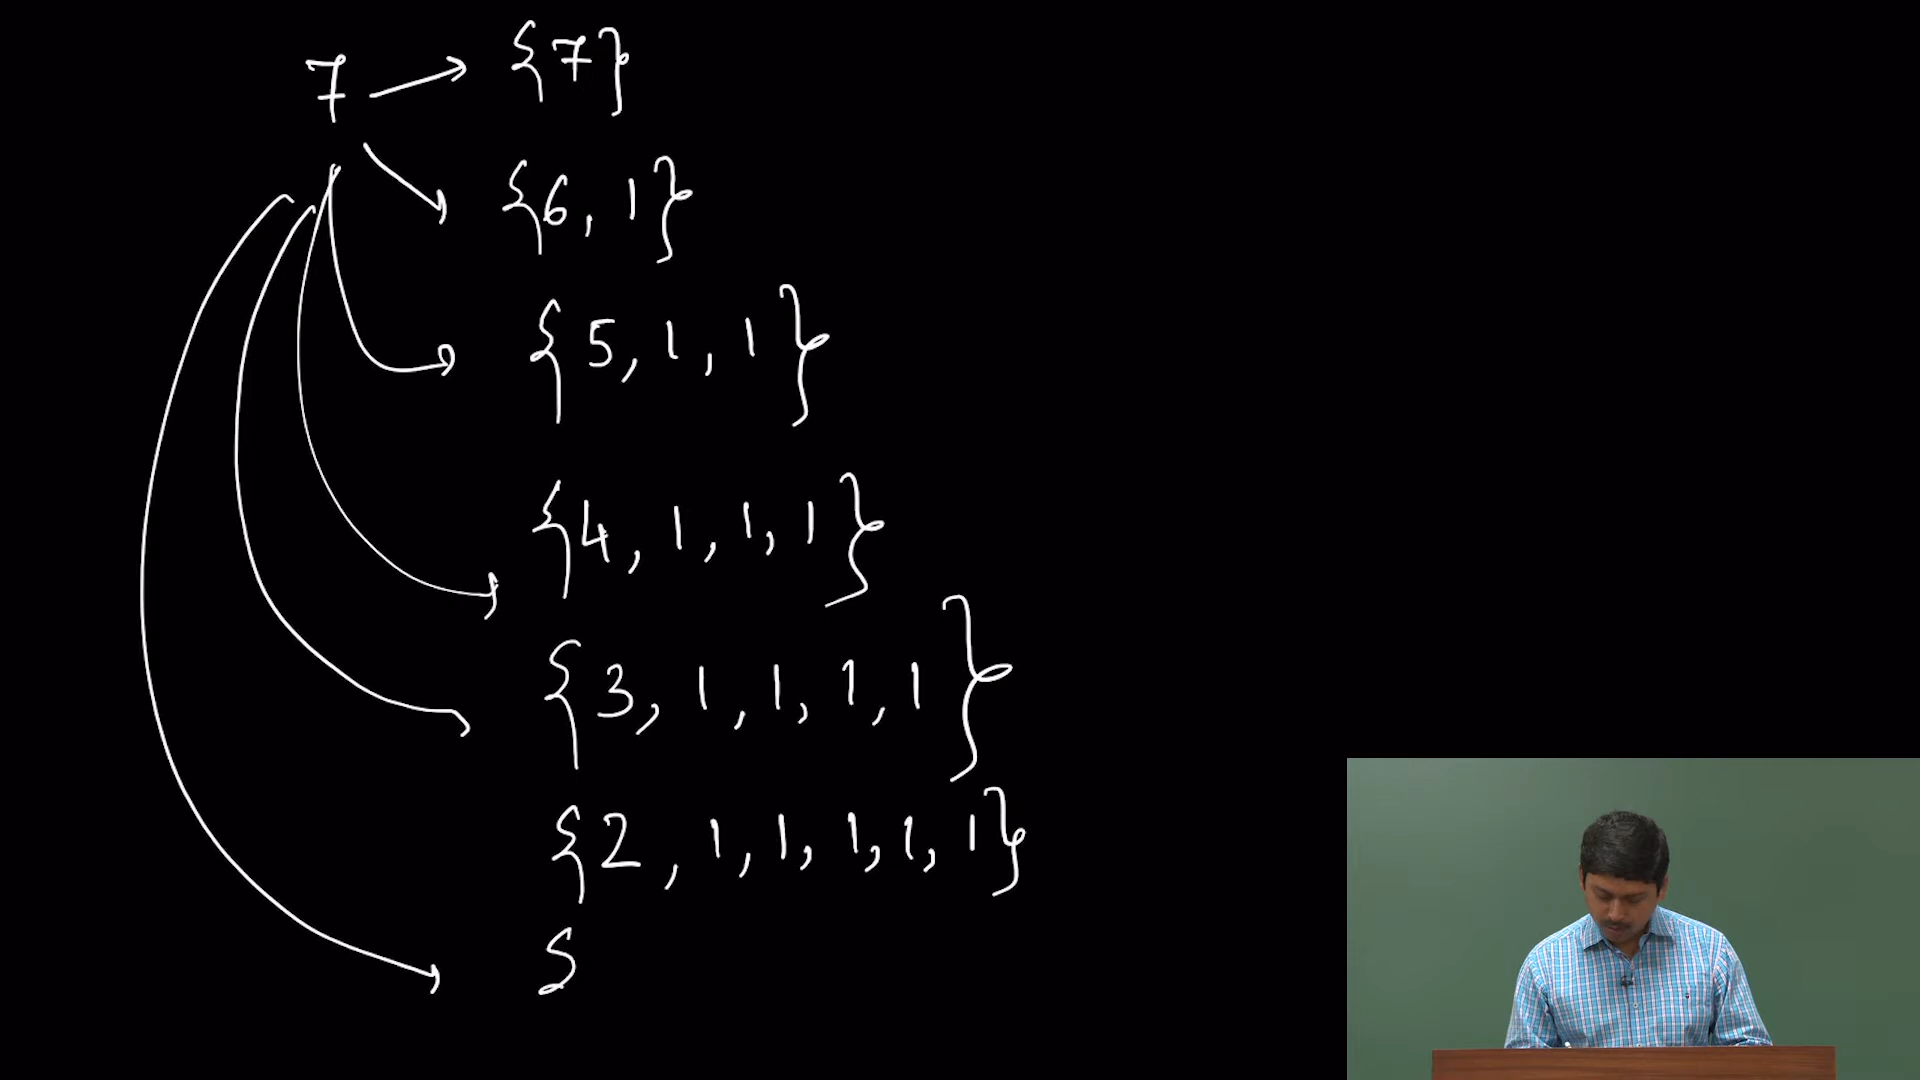 7 → {7}
{6, 1}
{5, 1, 1}
{4, 1, 1, 1}
{3, 1, 1, 1, 1}
{2, 1, 1, 1, 1, 1}
{